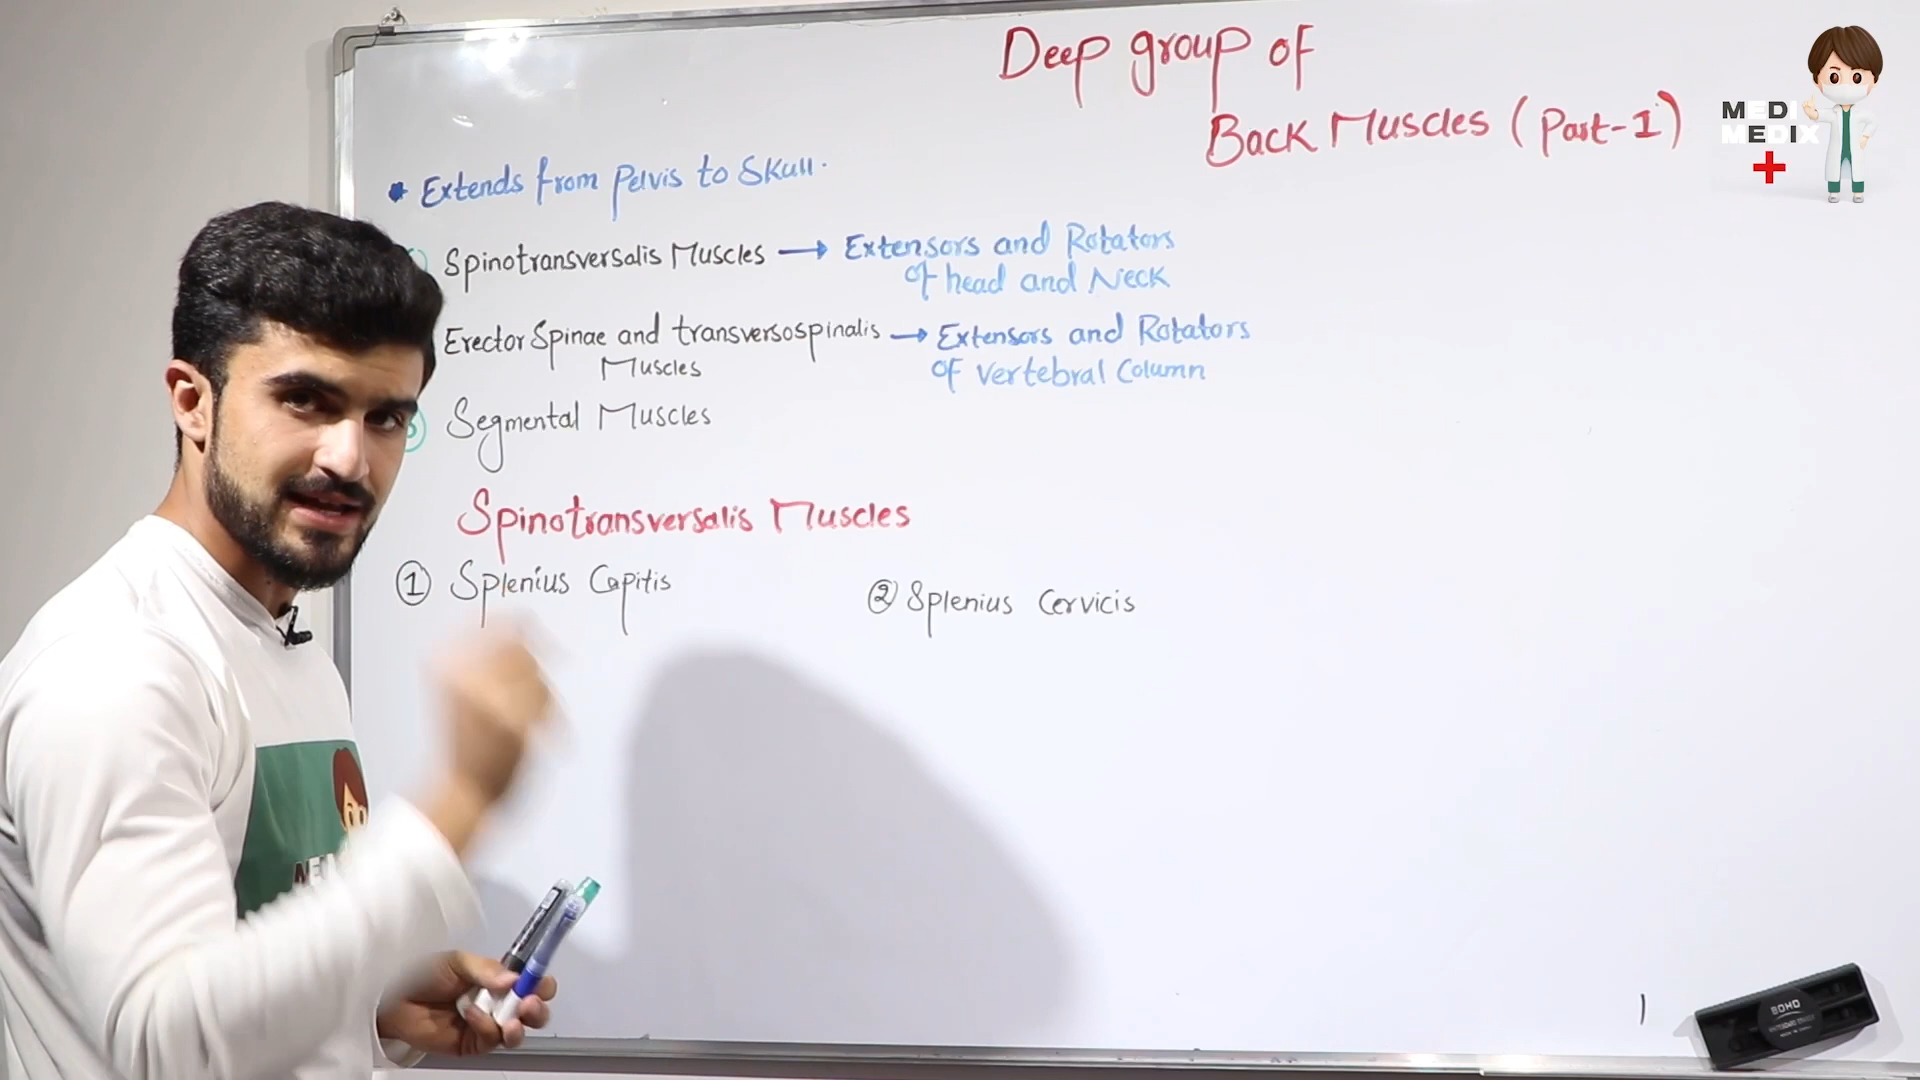 Deep group of
Back Muscles (Part-1)
MEDI
MEDIX
* Extends from Pelvis to Skull.
Spinotransversalis Muscles → Extensors and Rotators
of head and Neck
Erector Spinae and transversospinalis → Extensors and Rotators
Muscles
of vertebral Column
Segmental Muscles
Spinotransversalis Muscles
① Splenius Capitis
② Splenius Cervicis